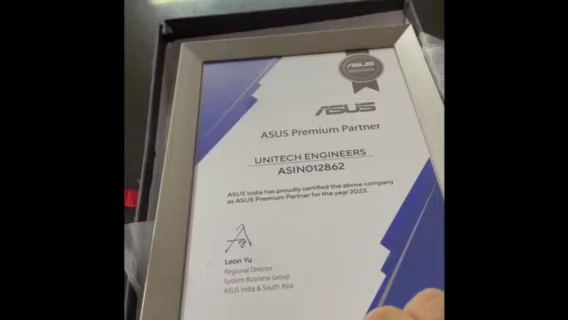 ASUS
ASUS
ASUS Premium Partner
UNITECH ENGINEERS
ASIN012862
ASUS India has proudly certified the above company
as ASUS Premium Partner for the year 2023.
Leon Yu
Regional Director
System Business Group
ASUS India & South Asia